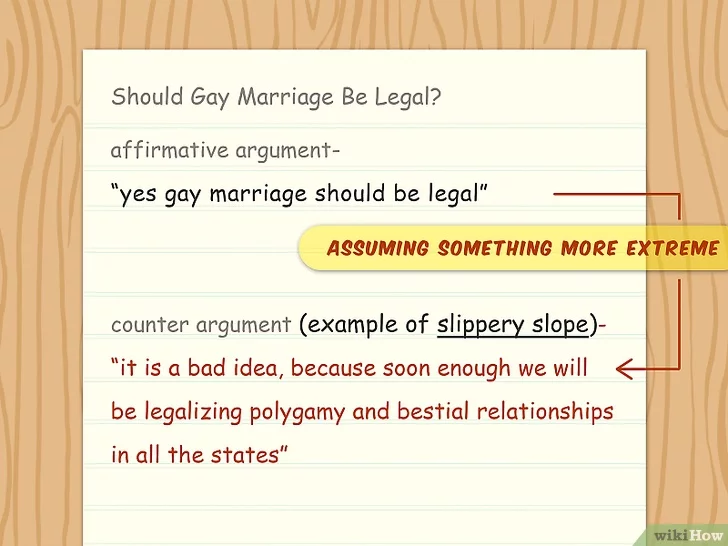 Should Gay Marriage Be Legal?
affirmative argument-
“yes gay marriage should be legal”
ASSUMING SOMETHING MORE EXTREME
counter argument (example of slippery slope)-
“it is a bad idea, because soon enough we will
be legalizing polygamy and bestial relationships
in all the states”
wikiHow